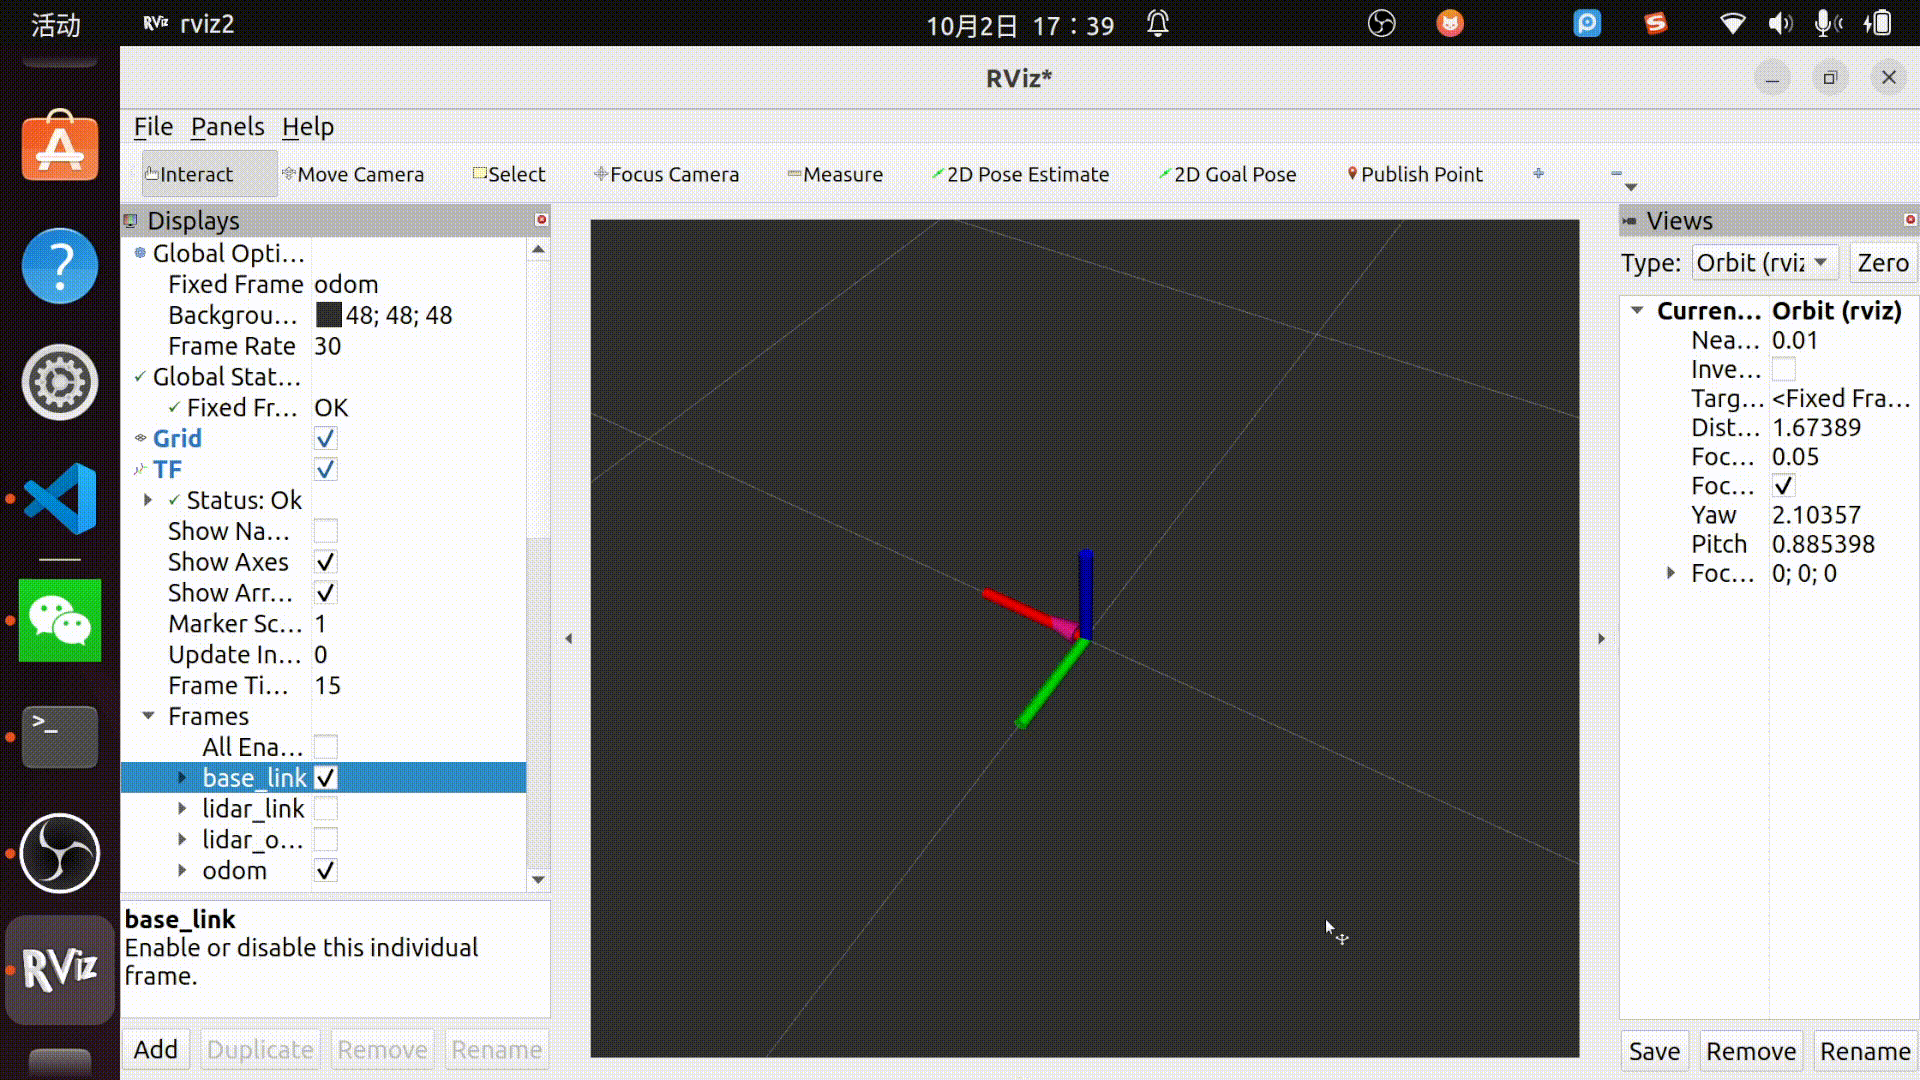 活动
RViz rviz2
10月2日 17：39
RViz*
File Panels Help
Interact Move Camera Select Focus Camera Measure 2D Pose Estimate 2D Goal Pose Publish Point
Displays
Global Opti...
Fixed Frame odom
Backgrou... 48; 48; 48
Frame Rate 30
Global Stat...
Fixed Fr... OK
Grid
TF
Status: Ok
Show Na...
Show Axes
Show Arr...
Marker Sc... 1
Update In... 0
Frame Ti... 15
Frames
All Ena...
base_link
lidar_link
lidar_o...
odom
base_link
Enable or disable this individual
frame.
Add Duplicate Remove Rename
Views
Type: Orbit (rviz Zero
Curren... Orbit (rviz)
Nea... 0.01
Inve...
Targ... <Fixed Fra...
Dist... 1.67389
Foc... 0.05
Foc...
Yaw 2.10357
Pitch 0.885398
Foc... 0; 0; 0
Save Remove Rename
RViz